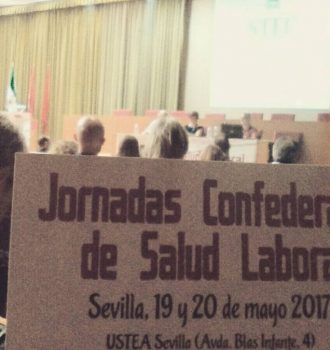 Jornadas Confedera
de Salud Labora
Sevilla, 19 y 20 de mayo 2017
USTEA Sevilla (Avda. Blas Infante, 4)